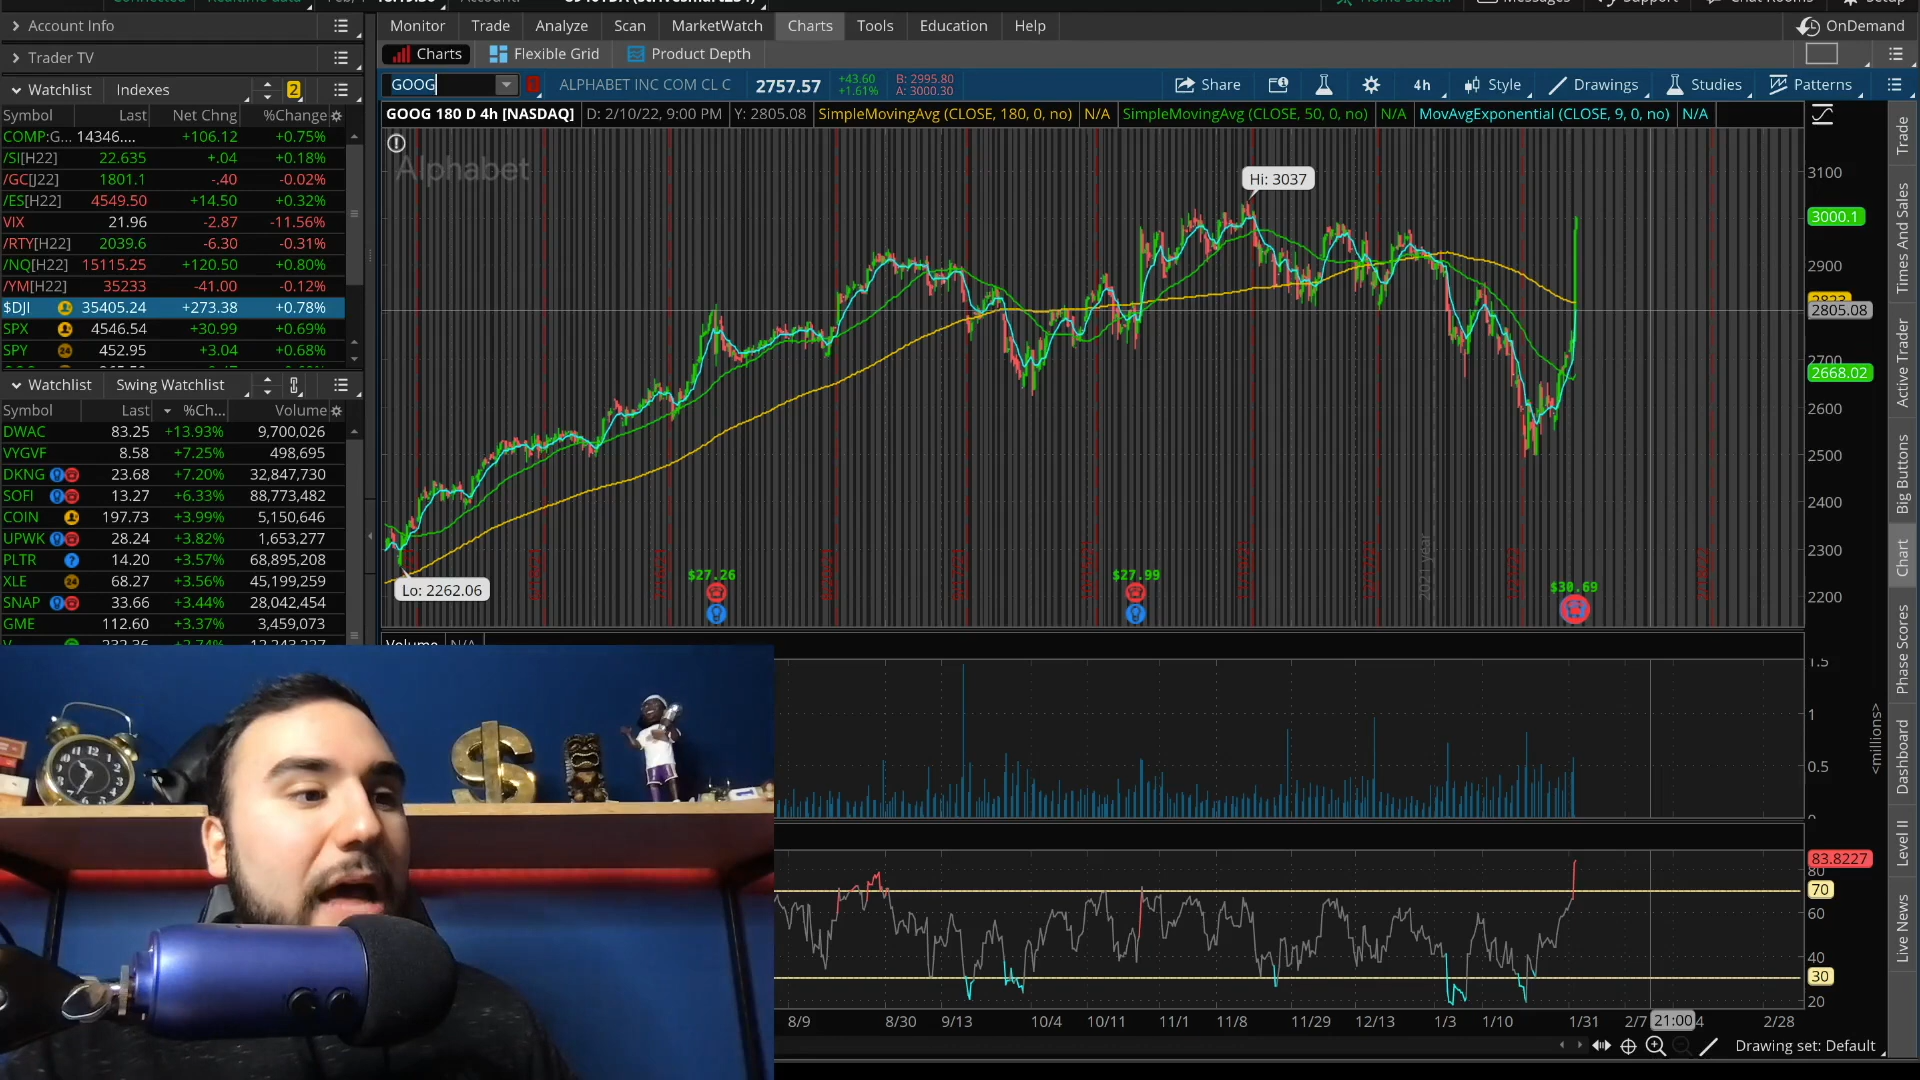 Account Info
Trader TV
Watchlist Indexes 2
Symbol Last Net Chng %Change
COMP:G... 14346.... +106.12 +0.75%
/SI[H22] 22.635 +.04 +0.18%
/GC[J22] 1801.1 -.40 -0.02%
/ES[H22] 4549.50 +14.50 +0.32%
VIX 21.96 -2.87 -11.56%
/RTY[H22] 2039.6 -6.30 -0.31%
/NQ[H22] 15115.25 +120.50 +0.80%
/YM[H22] 35233 -41.00 -0.12%
$DJI 35405.24 +273.38 +0.78%
SPX 4546.54 +30.99 +0.69%
SPY 24 452.95 +3.04 +0.68%
Watchlist Swing Watchlist
Symbol Last %Ch... Volume
DWAC 83.25 +13.93% 9,700,026
VYGVF 8.58 +7.25% 498,695
DKNG 23.68 +7.20% 32,847,730
SOFI 13.27 +6.33% 88,773,482
COIN 197.73 +3.99% 5,150,646
UPWK 28.24 +3.82% 1,653,277
PLTR ? 14.20 +3.57% 68,895,208
XLE 24 68.27 +3.56% 45,199,259
SNAP 33.66 +3.44% 28,042,454
GME 112.60 +3.37% 3,459,073
Monitor Trade Analyze Scan MarketWatch Charts Tools Education Help
OnDemand
Charts Flexible Grid Product Depth
GOOG ALPHABET INC COM CL C 2757.57 +43.60 +1.61% B: 2995.80 A: 3000.30
Share 4h Style Drawings Studies Patterns
GOOG 180 D 4h [NASDAQ] D: 2/10/22, 9:00 PM Y: 2805.08 SimpleMovingAvg (CLOSE, 180, 0, no) N/A SimpleMovingAvg (CLOSE, 50, 0, no) N/A MovAvgExponential (CLOSE, 9, 0, no) N/A
Alphabet
Hi: 3037
Lo: 2262.06
$27.26
$27.99
$30.69
2021 year
3100
3000.1
2900
2805.08
2700
2668.02
2600
2500
2400
2300
2200
Volume N/A
1.5
1
0.5
0
<millions>
83.8227
80
70
60
40
30
20
8/9 8/30 9/13 10/4 10/11 11/1 11/8 11/29 12/13 1/3 1/10 1/31 2/7 21:00 4 2/28
Drawing set: Default
Trade
Times And Sales
Active Trader
Big Buttons
Chart
Phase Scores
Dashboard
Level II
Live News